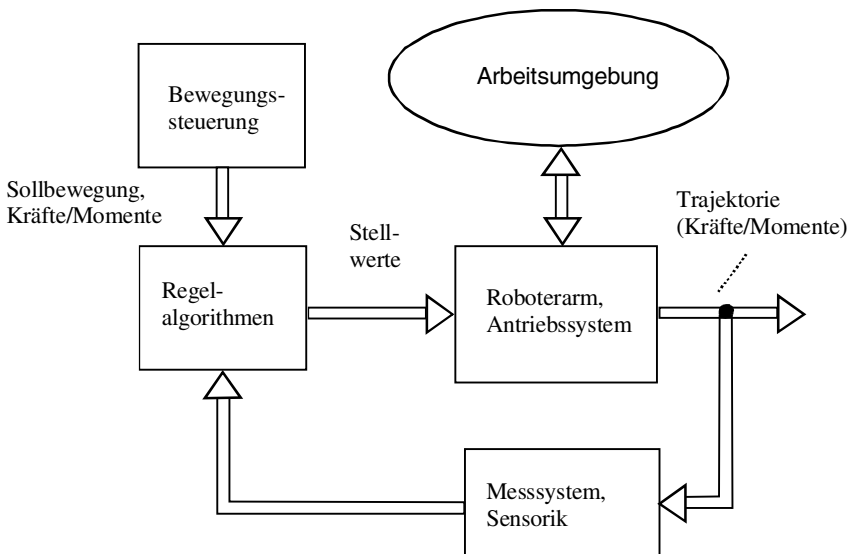 Bewegungs-
steuerung
Arbeitsumgebung
Sollbewegung,
Kräfte/Momente
Trajektorie
(Kräfte/Momente)
Stell-
werte
Regel-
algorithmen
Roboterarm,
Antriebssystem
Messsystem,
Sensorik